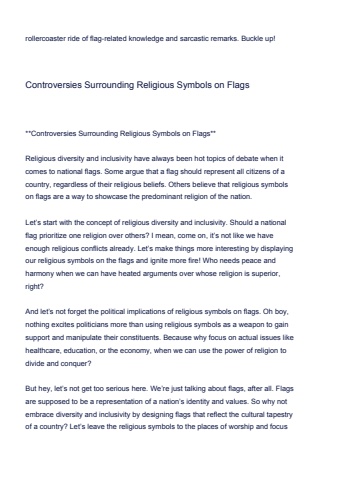 rollercoaster ride of flag-related knowledge and sarcastic remarks. Buckle up!
Controversies Surrounding Religious Symbols on Flags
**Controversies Surrounding Religious Symbols on Flags**
Religious diversity and inclusivity have always been hot topics of debate when it
comes to national flags. Some argue that a flag should represent all citizens of a
country, regardless of their religious beliefs. Others believe that religious symbols
on flags are a way to showcase the predominant religion of the nation.
Let's start with the concept of religious diversity and inclusivity. Should a national
flag prioritize one religion over others? I mean, come on, it's not like we have
enough religious conflicts already. Let's make things more interesting by displaying
our religious symbols on the flags and ignite more fire! Who needs peace and
harmony when we can have heated arguments over whose religion is superior,
right?
And let's not forget the political implications of religious symbols on flags. Oh boy,
nothing excites politicians more than using religious symbols as a weapon to gain
support and manipulate their constituents. Because why focus on actual issues like
healthcare, education, or the economy, when we can use the power of religion to
divide and conquer?
But hey, let's not get too serious here. We're just talking about flags, after all. Flags
are supposed to be a representation of a nation's identity and values. So why not
embrace diversity and inclusivity by designing flags that reflect the cultural tapestry
of a country? Let's leave the religious symbols to the places of worship and focus